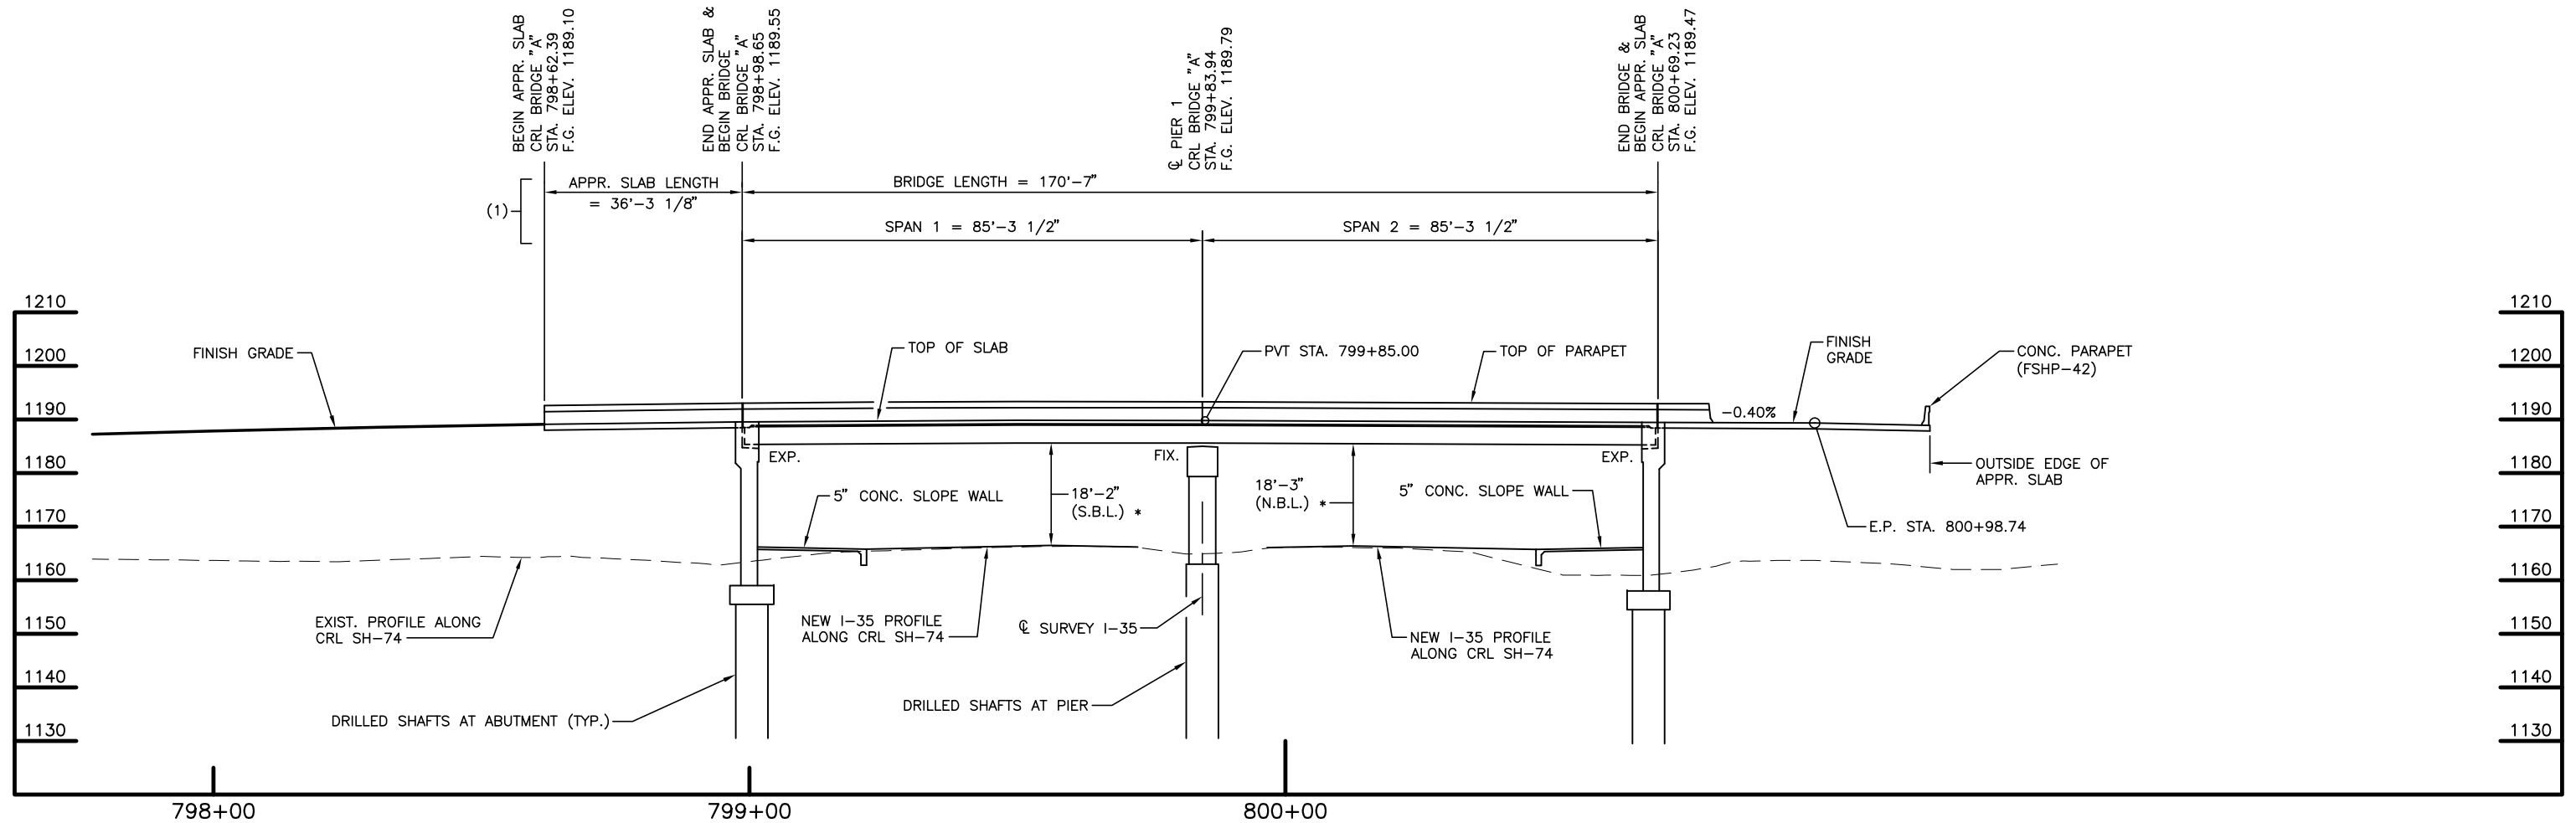 BEGIN APPR. SLAB
CRL BRIDGE "A"
STA. 798+62.39
F.G. ELEV. 1189.10
END APPR. SLAB &
BEGIN BRIDGE
CRL BRIDGE "A"
STA. 798+98.65
F.G. ELEV. 1189.55
℄ PIER 1
CRL BRIDGE "A"
STA. 799+83.94
F.G. ELEV. 1189.79
END BRIDGE &
BEGIN APPR. SLAB
CRL BRIDGE "A"
STA. 800+69.23
F.G. ELEV. 1189.47
(1)
APPR. SLAB LENGTH
= 36'-3 1/8"
BRIDGE LENGTH = 170'-7"
SPAN 1 = 85'-3 1/2"
SPAN 2 = 85'-3 1/2"
1210
1200
1190
1180
1170
1160
1150
1140
1130
1210
1200
1190
1180
1170
1160
1150
1140
1130
FINISH GRADE
TOP OF SLAB
PVT STA. 799+85.00
TOP OF PARAPET
FINISH
GRADE
CONC. PARAPET
(FSHP-42)
-0.40%
EXP.
FIX.
EXP.
OUTSIDE EDGE OF
APPR. SLAB
5" CONC. SLOPE WALL
18'-2"
(S.B.L.) *
18'-3"
(N.B.L.) *
5" CONC. SLOPE WALL
E.P. STA. 800+98.74
EXIST. PROFILE ALONG
CRL SH-74
NEW I-35 PROFILE
ALONG CRL SH-74
℄ SURVEY I-35
NEW I-35 PROFILE
ALONG CRL SH-74
DRILLED SHAFTS AT ABUTMENT (TYP.)
DRILLED SHAFTS AT PIER
798+00
799+00
800+00